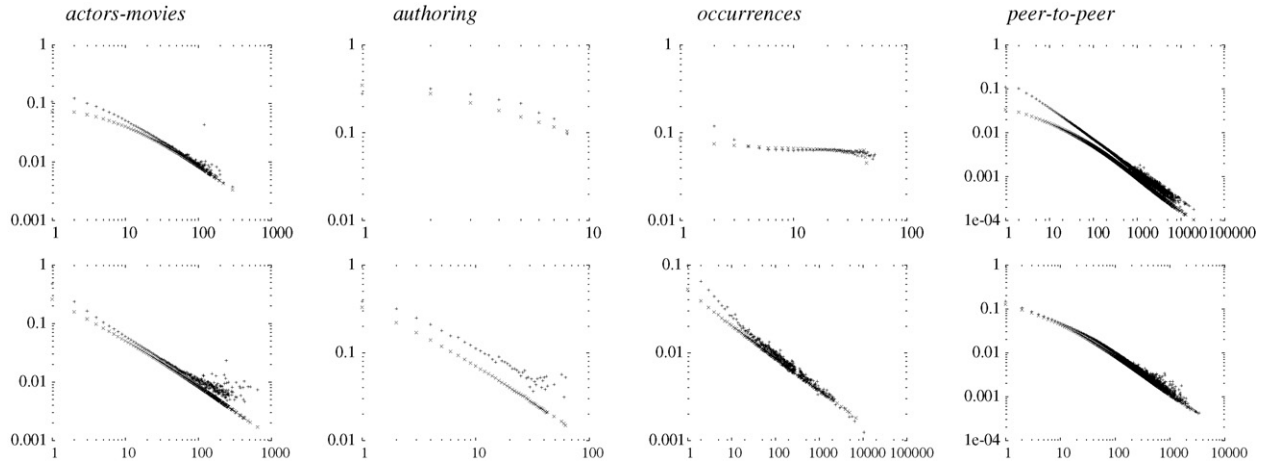 actors-movies authoring occurrences peer-to-peer
1 1 1 1
0.1 0.1 0.1 0.1
0.01 0.01
0.001
0.001 0.01 0.01 1e-04
1 10 100 1000 1 10 1 10 100 1 10 100 1000 10000 100000
1 1 0.1 1
0.1 0.1
0.1 0.01 0.01
0.01 0.001
0.001 0.01 0.001 1e-04
1 10 100 1000 1 10 100 1 10 100 1000 10000 100000 1 10 100 1000 10000